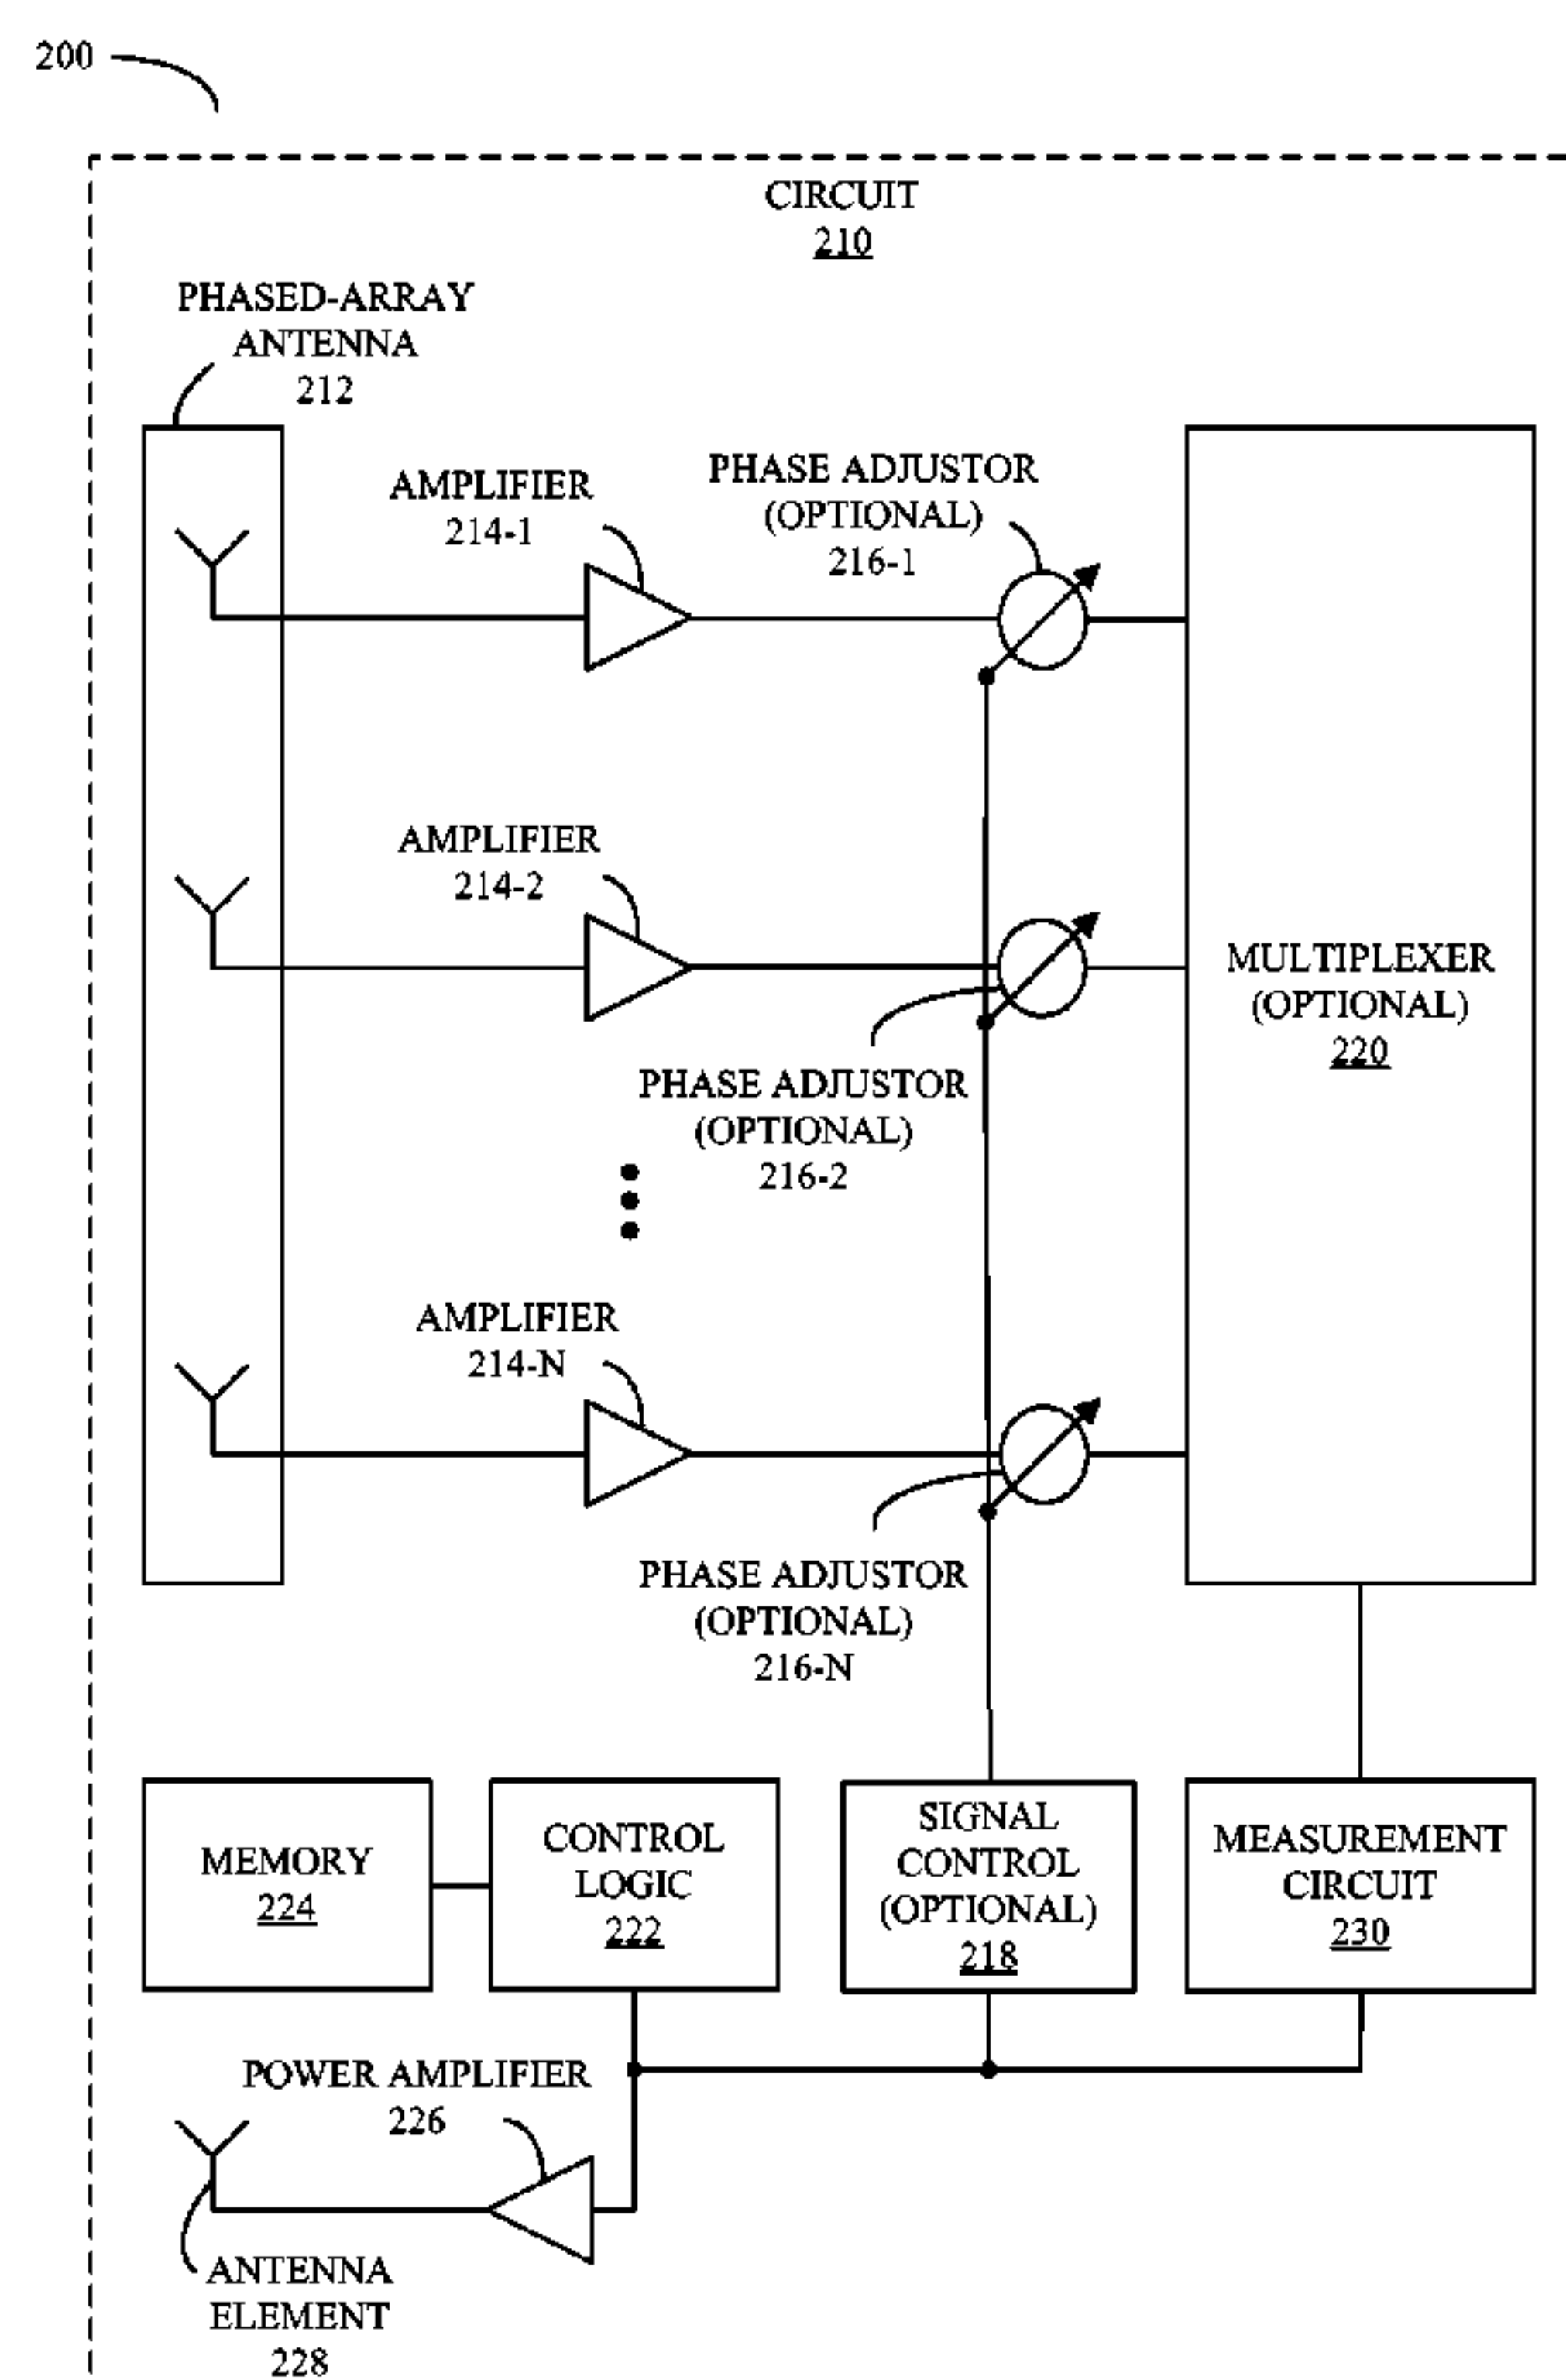 200
CIRCUIT
210
PHASED-ARRAY
ANTENNA
212
AMPLIFIER
214-1
PHASE ADJUSTOR
(OPTIONAL)
216-1
AMPLIFIER
214-2
MULTIPLEXER
(OPTIONAL)
220
PHASE ADJUSTOR
(OPTIONAL)
216-2
AMPLIFIER
214-N
PHASE ADJUSTOR
(OPTIONAL)
216-N
MEMORY
224
CONTROL
LOGIC
222
SIGNAL
CONTROL
(OPTIONAL)
218
MEASUREMENT
CIRCUIT
230
POWER AMPLIFIER
226
ANTENNA
ELEMENT
228